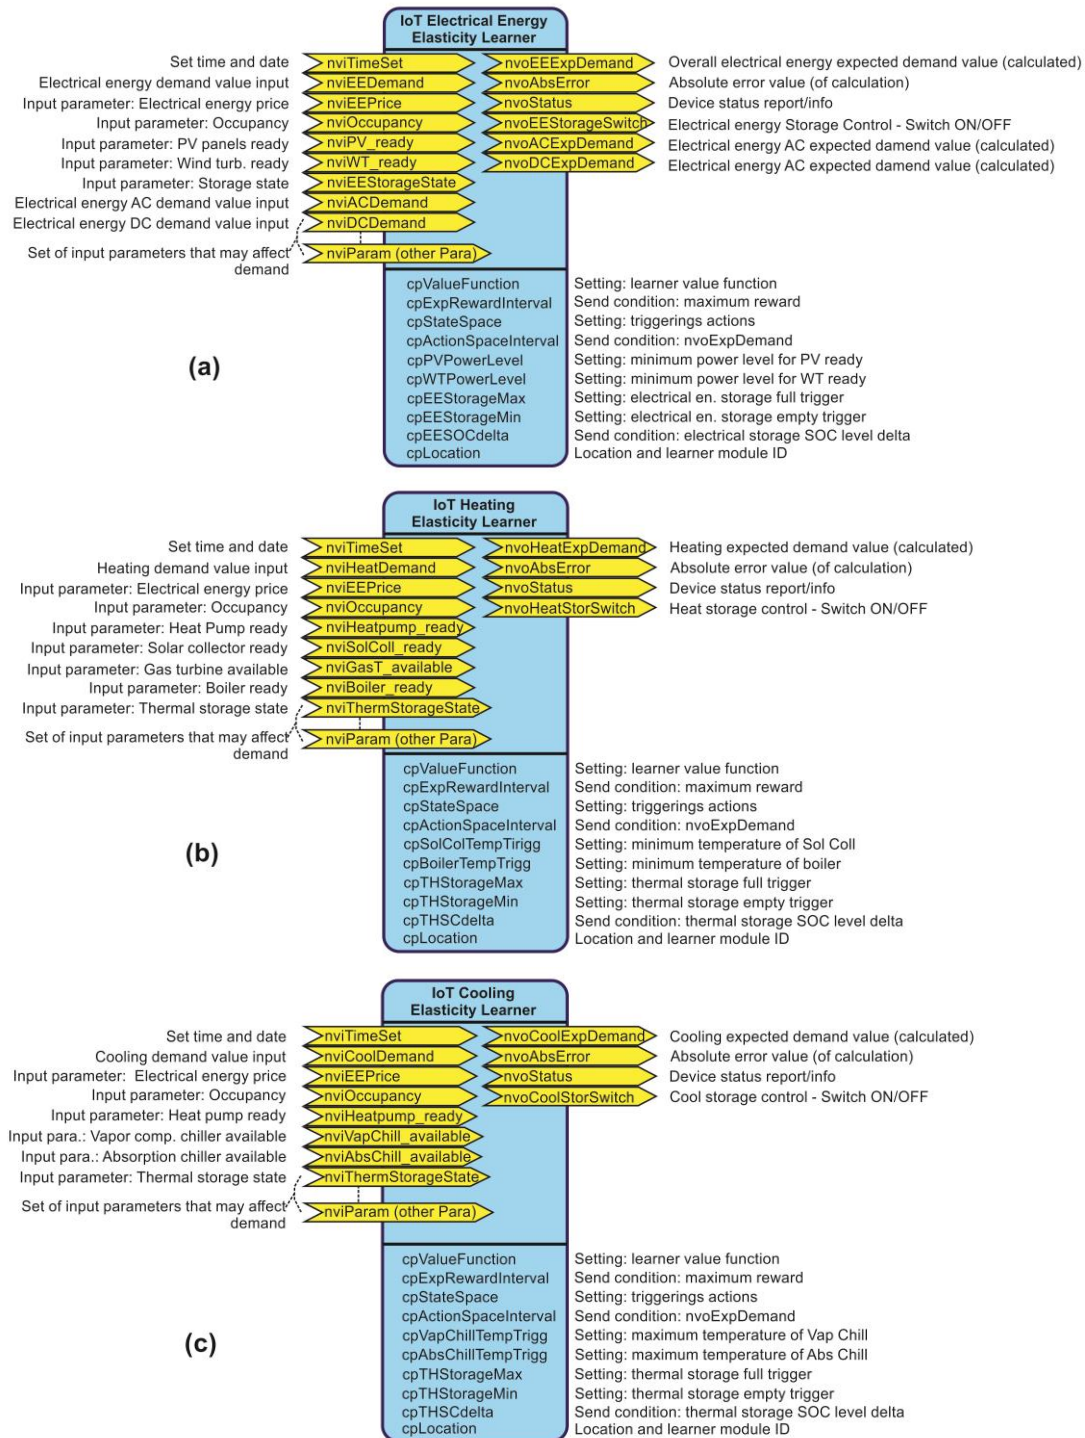 IoT Electrical Energy
Elasticity Learner
Set time and date nviTimeSet nvoEEExpDemand Overall electrical energy expected demand value (calculated)
Electrical energy demand value input nviEEDemand nvoAbsError Absolute error value (of calculation)
Input parameter: Electrical energy price nviEEPrice nvoStatus Device status report/info
Input parameter: Occupancy nviOccupancy nvoEEStorageSwitch Electrical energy Storage Control - Switch ON/OFF
Input parameter: PV panels ready nviPV_ready nvoACExpDemand Electrical energy AC expected damend value (calculated)
Input parameter: Wind turb. ready nviWT_ready nvoDCExpDemand Electrical energy AC expected damend value (calculated)
Input parameter: Storage state nviEEStorageState
Electrical energy AC demand value input nviACDemand
Electrical energy DC demand value input nviDCDemand
Set of input parameters that may affect nviParam (other Para)
demand
cpValueFunction Setting: learner value function
cpExpRewardInterval Send condition: maximum reward
cpStateSpace Setting: triggerings actions
cpActionSpaceInterval Send condition: nvoExpDemand
(a) cpPVPowerLevel Setting: minimum power level for PV ready
cpWTPowerLevel Setting: minimum power level for WT ready
cpEEStorageMax Setting: electrical en. storage full trigger
cpEEStorageMin Setting: electrical en. storage empty trigger
cpEESOCdelta Send condition: electrical storage SOC level delta
cpLocation Location and learner module ID
IoT Heating
Elasticity Learner
Set time and date nviTimeSet nvoHeatExpDemand Heating expected demand value (calculated)
Heating demand value input nviHeatDemand nvoAbsError Absolute error value (of calculation)
Input parameter: Electrical energy price nviEEPrice nvoStatus Device status report/info
Input parameter: Occupancy nviOccupancy nvoHeatStorSwitch Heat storage control - Switch ON/OFF
Input parameter: Heat Pump ready nviHeatpump_ready
Input parameter: Solar collector ready nviSolColl_ready
Input parameter: Gas turbine available nviGasT_available
Input parameter: Boiler ready nviBoiler_ready
Input parameter: Thermal storage state nviThermStorageState
Set of input parameters that may affect nviParam (other Para)
demand
cpValueFunction Setting: learner value function
cpExpRewardInterval Send condition: maximum reward
cpStateSpace Setting: triggerings actions
cpActionSpaceInterval Send condition: nvoExpDemand
(b) cpSolColTempTirigg Setting: minimum temperature of Sol Coll
cpBoilerTempTrigg Setting: minimum temperature of boiler
cpTHStorageMax Setting: thermal storage full trigger
cpTHStorageMin Setting: thermal storage empty trigger
cpTHSCdelta Send condition: thermal storage SOC level delta
cpLocation Location and learner module ID
IoT Cooling
Elasticity Learner
Set time and date nviTimeSet nvoCoolExpDemand Cooling expected demand value (calculated)
Cooling demand value input nviCoolDemand nvoAbsError Absolute error value (of calculation)
Input parameter: Electrical energy price nviEEPrice nvoStatus Device status report/info
Input parameter: Occupancy nviOccupancy nvoCoolStorSwitch Cool storage control - Switch ON/OFF
Input parameter: Heat pump ready nviHeatpump_ready
Input para.: Vapor comp. chiller available nviVapChill_available
Input para.: Absorption chiller available nviAbsChill_available
Input parameter: Thermal storage state nviThermStorageState
Set of input parameters that may affect nviParam (other Para)
demand
cpValueFunction Setting: learner value function
cpExpRewardInterval Send condition: maximum reward
cpStateSpace Setting: triggerings actions
cpActionSpaceInterval Send condition: nvoExpDemand
(c) cpVapChillTempTrigg Setting: maximum temperature of Vap Chill
cpAbsChillTempTrigg Setting: maximum temperature of Abs Chill
cpTHStorageMax Setting: thermal storage full trigger
cpTHStorageMin Setting: thermal storage empty trigger
cpTHSCdelta Send condition: thermal storage SOC level delta
cpLocation Location and learner module ID